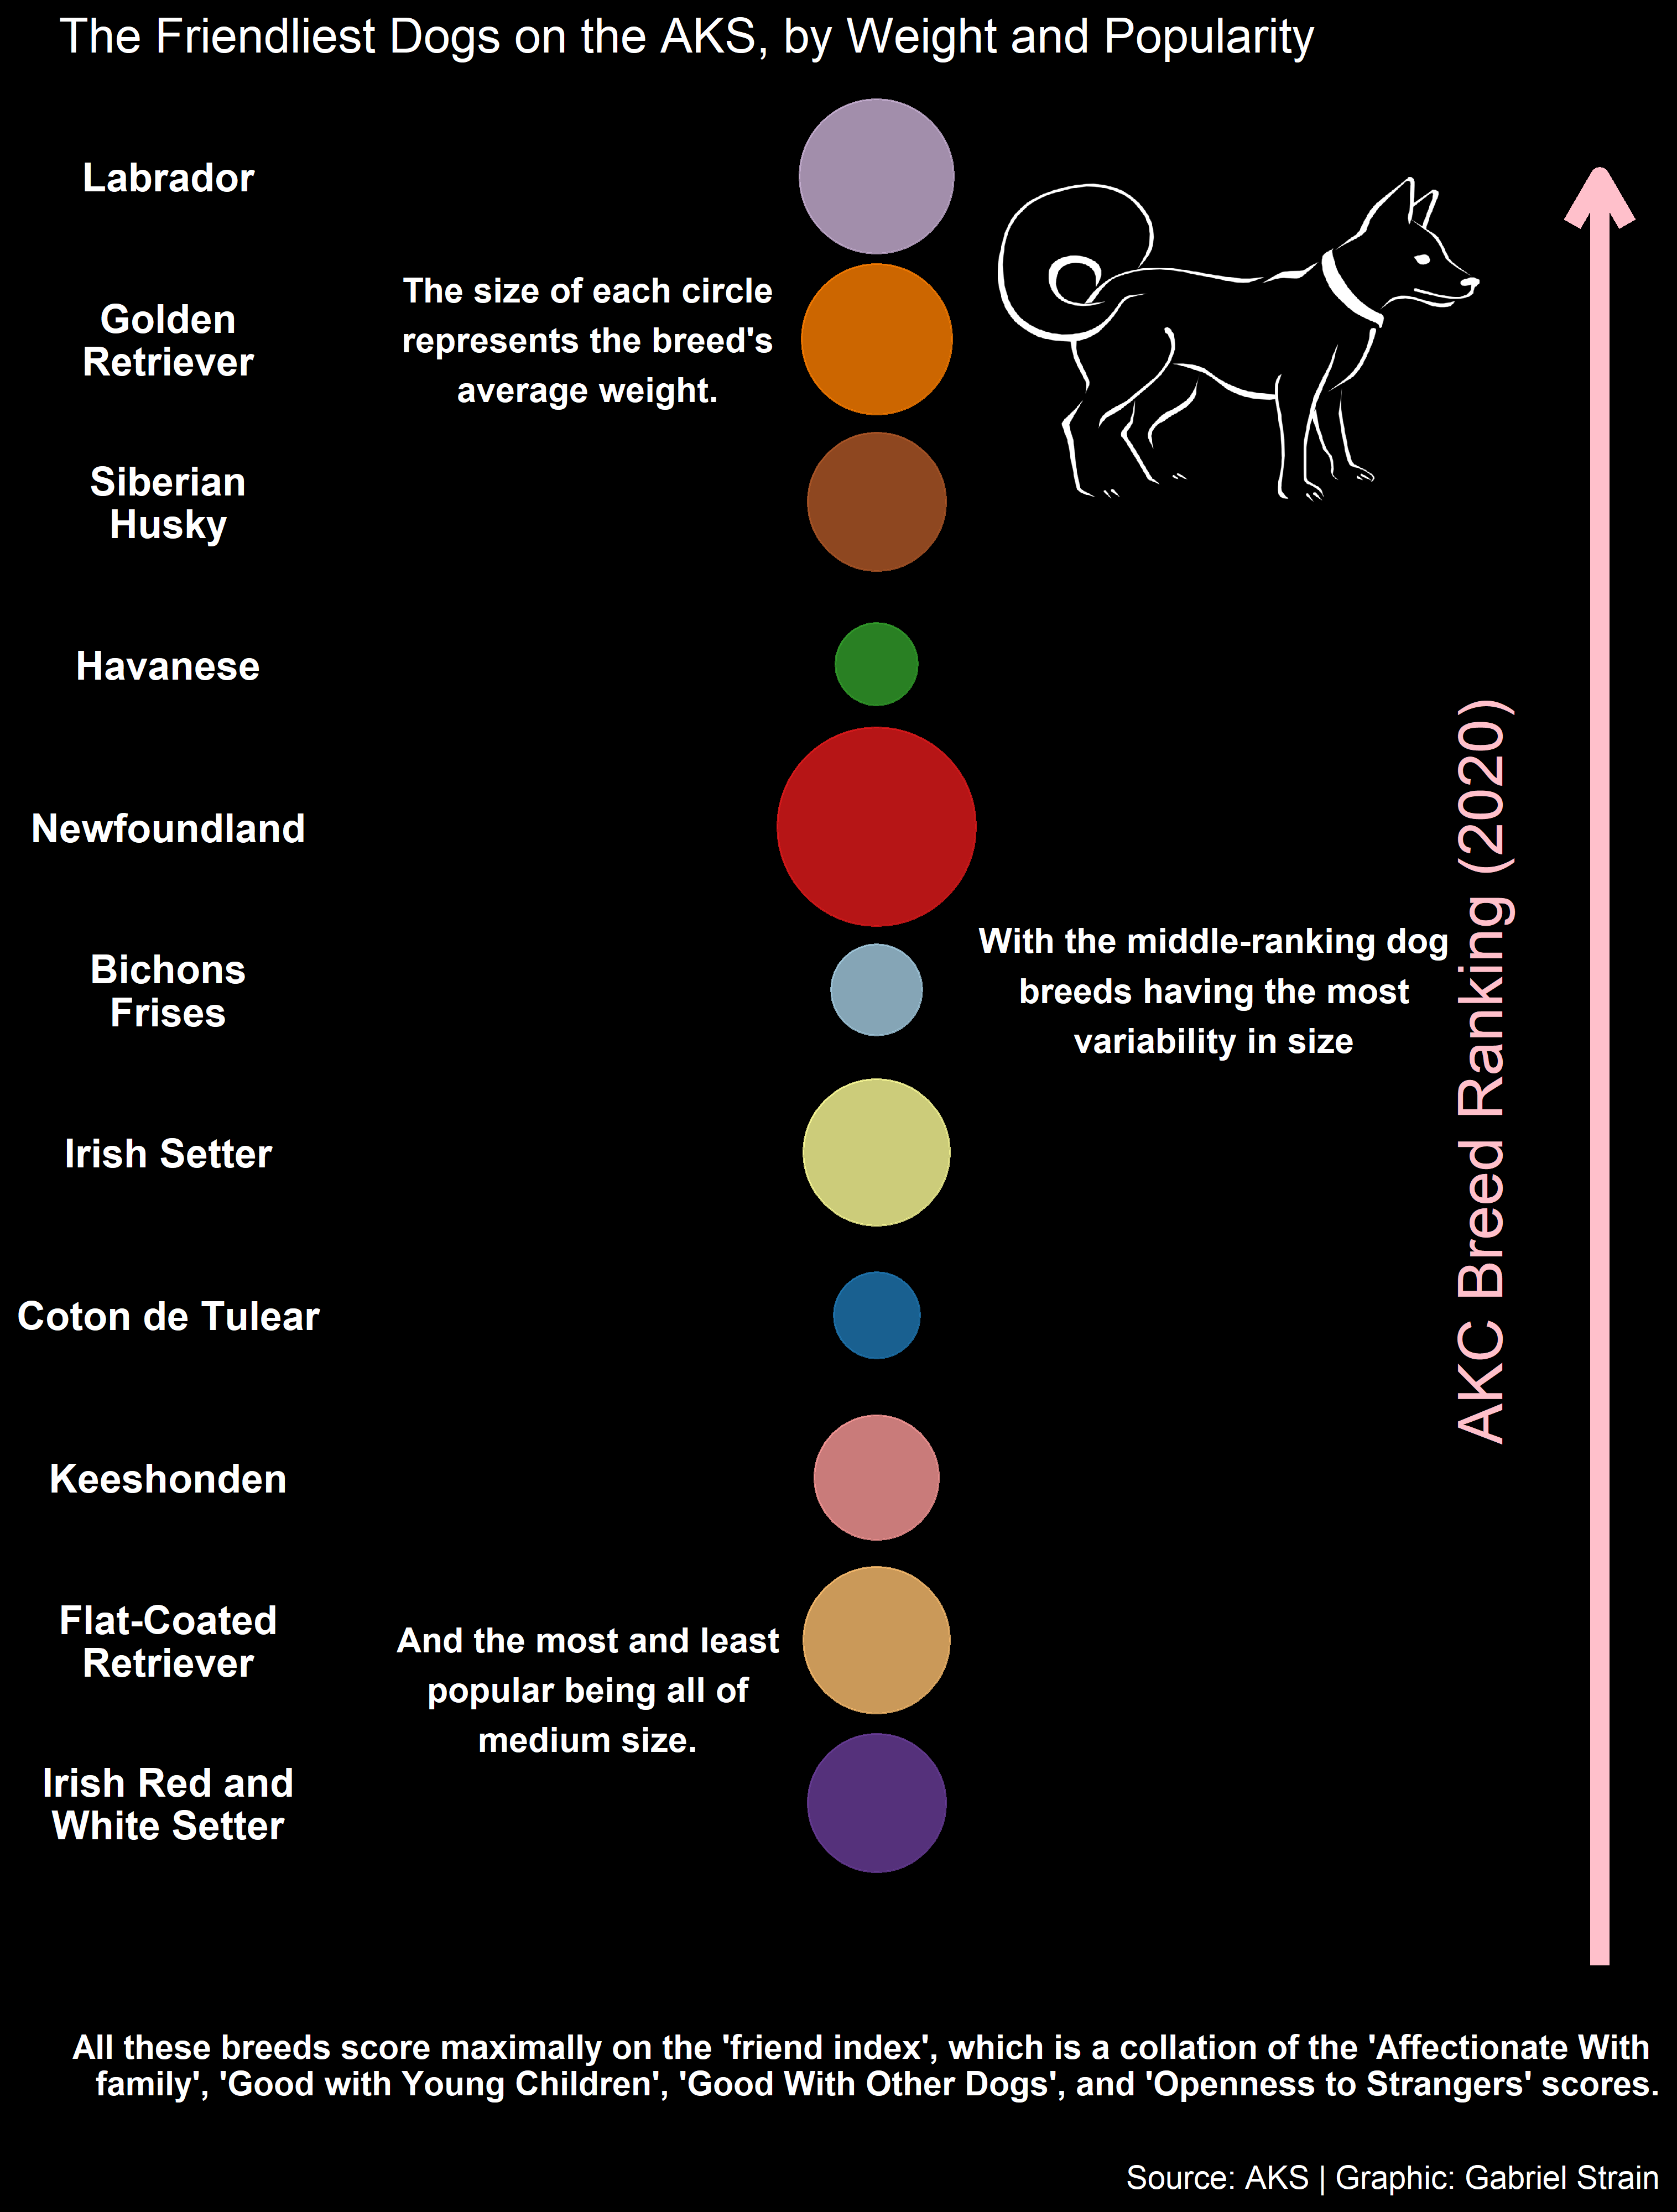 The Friendliest Dogs on the AKS, by Weight and Popularity
Labrador
Golden
Retriever
The size of each circle
represents the breed's
average weight.
Siberian
Husky
Havanese
Newfoundland
Bichons
Frises
With the middle-ranking dog
breeds having the most
variability in size
AKC Breed Ranking (2020)
Irish Setter
Coton de Tulear
Keeshonden
Flat-Coated
Retriever
And the most and least
popular being all of
medium size.
Irish Red and
White Setter
All these breeds score maximally on the 'friend index', which is a collation of the 'Affectionate With
family', 'Good with Young Children', 'Good With Other Dogs', and 'Openness to Strangers' scores.
Source: AKS | Graphic: Gabriel Strain